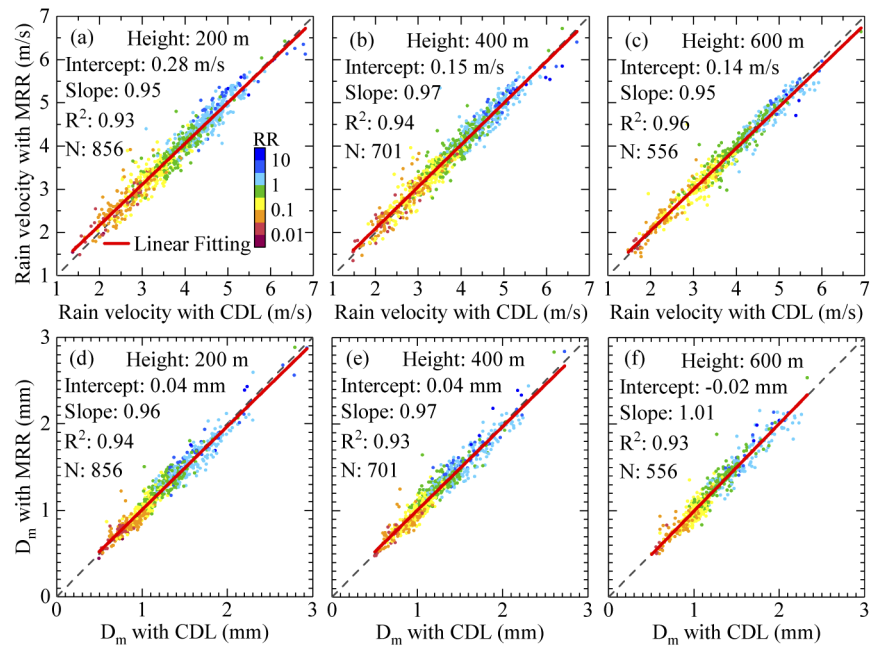 (a) Height: 200 m
Intercept: 0.28 m/s
Slope: 0.95
R²: 0.93
N: 856
RR
10
1
0.1
0.01
Linear Fitting
(b) Height: 400 m
Intercept: 0.15 m/s
Slope: 0.97
R²: 0.94
N: 701
(c) Height: 600 m
Intercept: 0.14 m/s
Slope: 0.95
R²: 0.96
N: 556
Rain velocity with MRR (m/s)
7
6
5
4
3
2
1
1 2 3 4 5 6 7
2 3 4 5 6 7
1 2 3 4 5 6 7
Rain velocity with CDL (m/s)
Rain velocity with CDL (m/s)
Rain velocity with CDL (m/s)
(d) Height: 200 m
Intercept: 0.04 mm
Slope: 0.96
R²: 0.94
N: 856
(e) Height: 400 m
Intercept: 0.04 mm
Slope: 0.97
R²: 0.93
N: 701
(f) Height: 600 m
Intercept: -0.02 mm
Slope: 1.01
R²: 0.93
N: 556
Dₘ with MRR (mm)
3
2
1
0
0 1 2 3
0 1 2 3
0 1 2 3
Dₘ with CDL (mm)
Dₘ with CDL (mm)
Dₘ with CDL (mm)